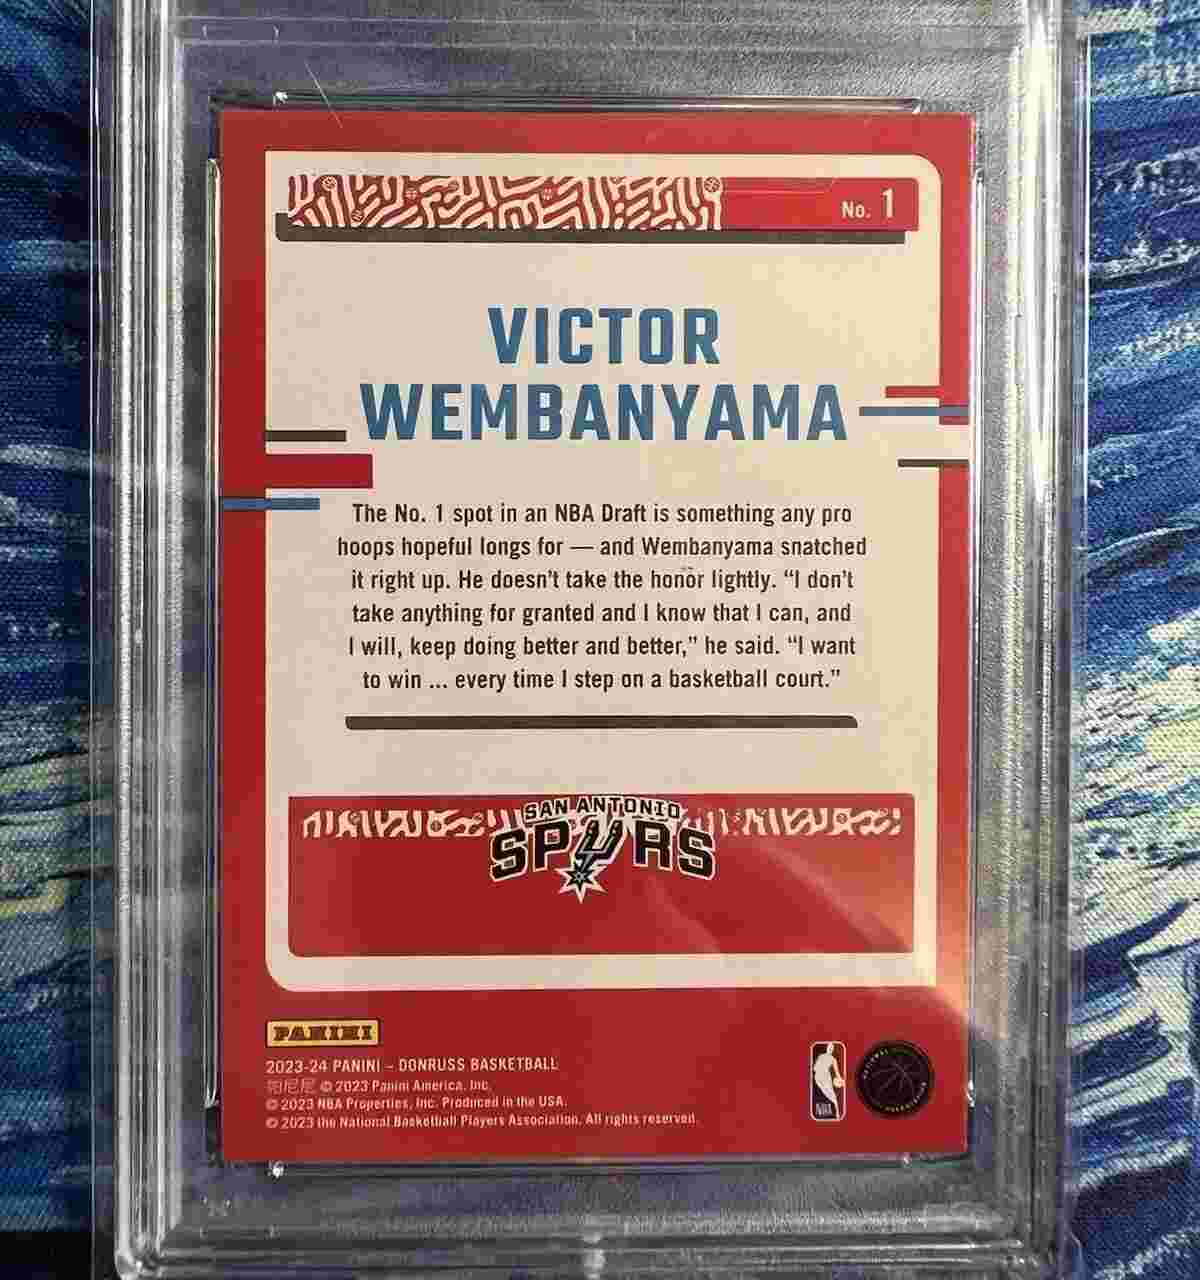 No. 1
VICTOR
WEMBANYAMA
The No. 1 spot in an NBA Draft is something any pro
hoops hopeful longs for — and Wembanyama snatched
it right up. He doesn't take the honor lightly. “I don't
take anything for granted and I know that I can, and
I will, keep doing better and better,” he said. “I want
to win ... every time I step on a basketball court.”
SAN ANTONIO
SPURS
PANINI
2023-24 PANINI – DONRUSS BASKETBALL
帕尼尼 © 2023 Panini America, Inc.
© 2023 NBA Properties, Inc. Produced in the USA.
© 2023 the National Basketball Players Association. All rights reserved.
NBA